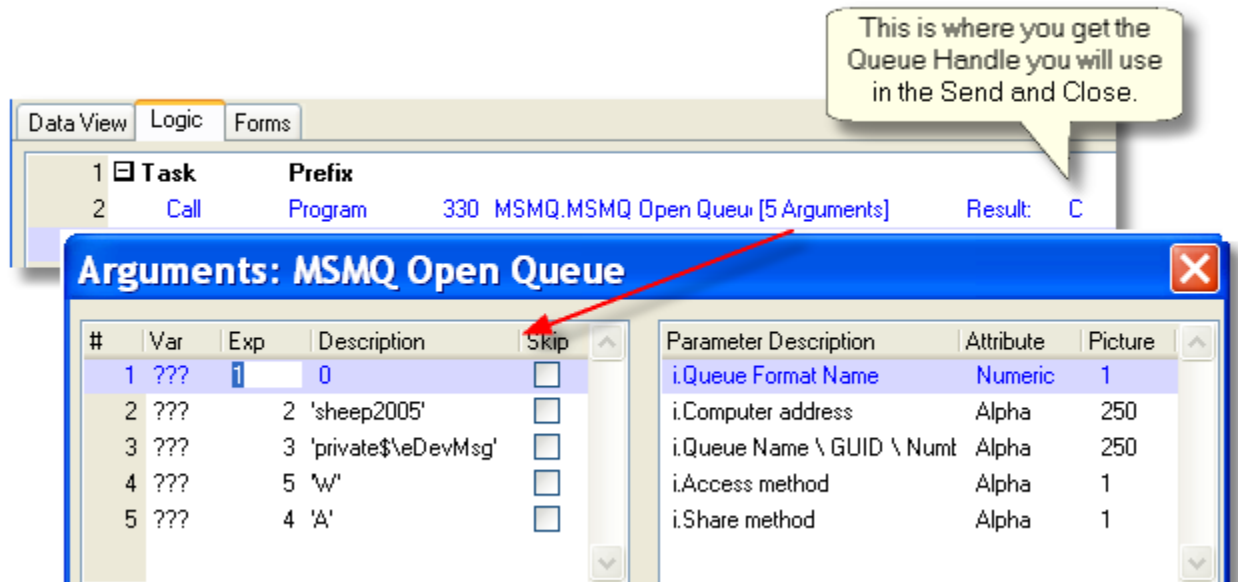 This is where you get the
Queue Handle you will use
in the Send and Close.
Data View Logic Forms
1 Task Prefix
2 Call Program 330 MSMQ.MSMQ Open Queu [5 Arguments] Result: C
Arguments: MSMQ Open Queue
# Var Exp Description Skip Parameter Description Attribute Picture
1 ??? 1 0 i.Queue Format Name Numeric 1
2 ??? 2 'sheep2005' i.Computer address Alpha 250
3 ??? 3 'private$\eDevMsg' i.Queue Name \ GUID \ Numb Alpha 250
4 ??? 5 'W' i.Access method Alpha 1
5 ??? 4 'A' i.Share method Alpha 1